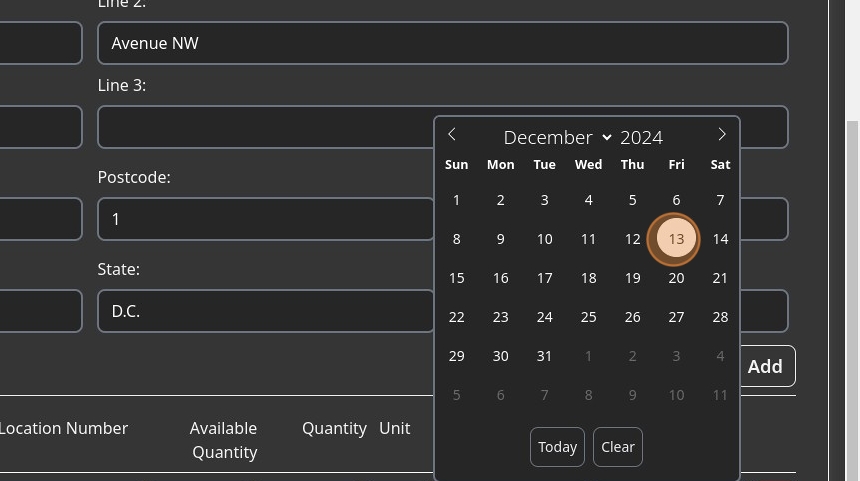 Line 2:
Avenue NW
Line 3:
Postcode:
1
State:
D.C.
December 2024
Sun Mon Tue Wed Thu Fri Sat
1 2 3 4 5 6 7
8 9 10 11 12 13 14
15 16 17 18 19 20 21
22 23 24 25 26 27 28
29 30 31 1 2 3 4
5 6 7 8 9 10 11
Today Clear
Add
Location Number Available Quantity Unit
Quantity